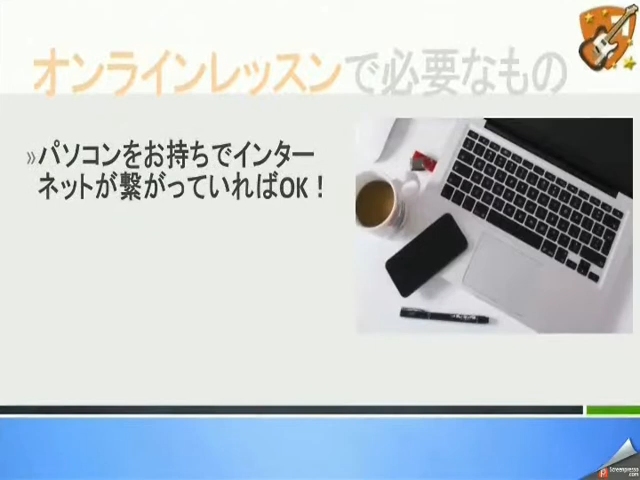 オンラインレッスンで必要なもの
»パソコンをお持ちでインター
ネットが繋がっていればOK！
Screenpresso
.com